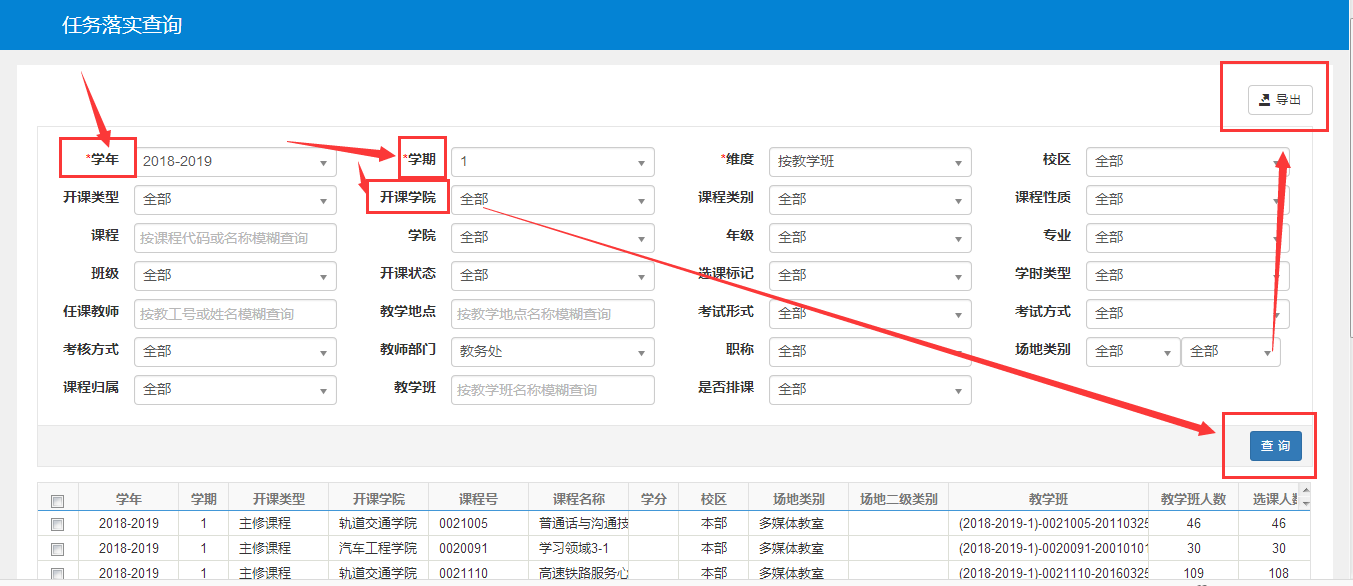 任务落实查询
导出
*学年 2018-2019 *学期 1 *维度 按教学班 校区 全部
开课类型 全部 开课学院 全部 课程类别 全部 课程性质 全部
课程 按课程代码或名称模糊查询 学院 全部 年级 全部 专业 全部
班级 全部 开课状态 全部 选课标记 全部 学时类型 全部
任课教师 按教工号或姓名模糊查询 教学地点 按教学地点名称模糊查询 考试形式 全部 考试方式 全部
考核方式 全部 教师部门 教务处 职称 全部 场地类别 全部 全部
课程归属 全部 教学班 按教学班名称模糊查询 是否排课 全部
查 询
学年 学期 开课类型 开课学院 课程号 课程名称 学分 校区 场地类别 场地二级类别 教学班 教学班人数 选课人数
2018-2019 1 主修课程 轨道交通学院 0021005 普通话与沟通技 本部 多媒体教室 (2018-2019-1)-0021005-20110325 46 46
2018-2019 1 主修课程 汽车工程学院 0020091 学习领域3-1 本部 多媒体教室 (2018-2019-1)-0020091-20010101 30 30
2018-2019 1 主修课程 轨道交通学院 0021110 高速铁路服务心 本部 多媒体教室 (2018-2019-1)-0021110-20160325 109 108